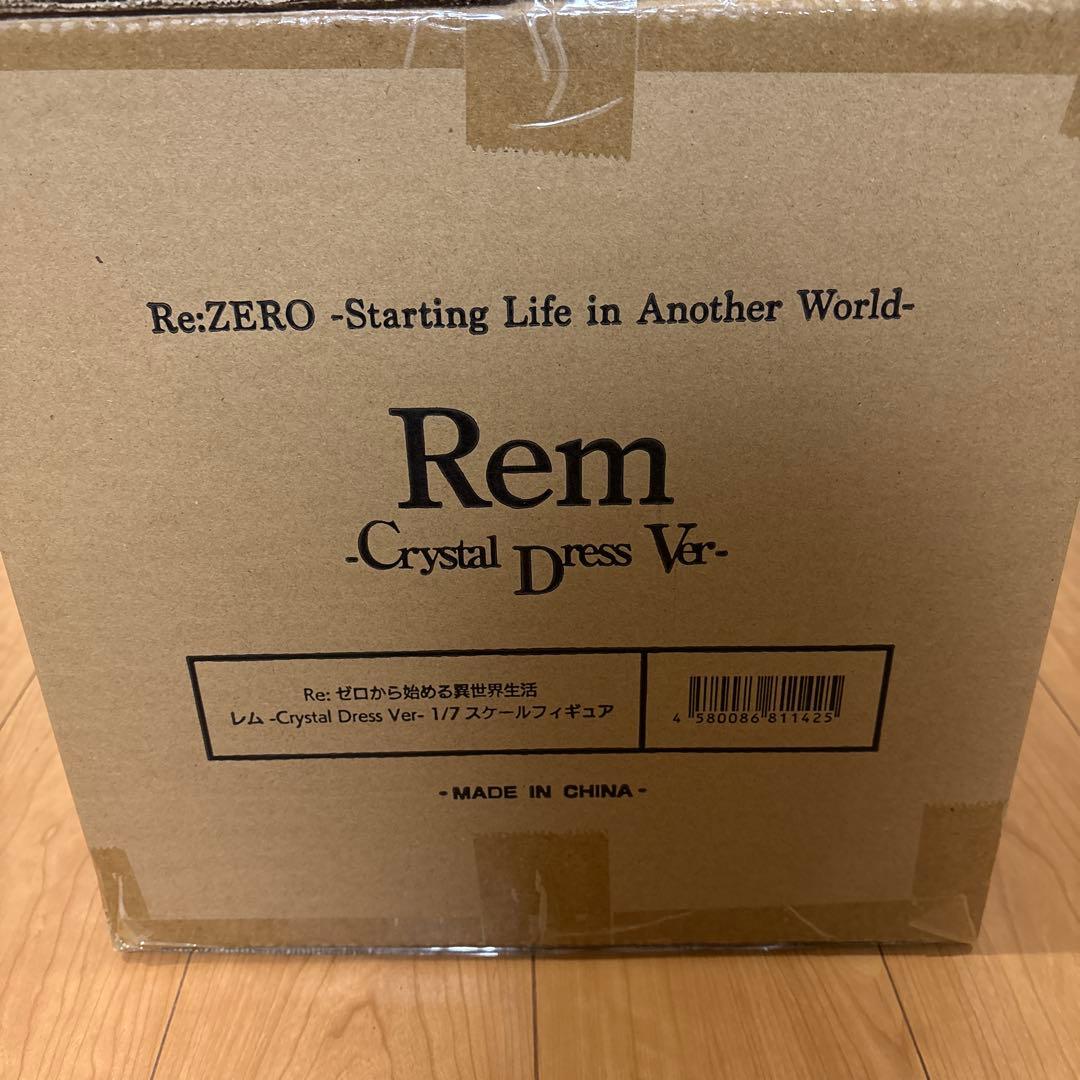 Re:ZERO -Starting Life in Another World-
Rem
-Crystal Dress Ver-
Re: ゼロから始める異世界生活
レム -Crystal Dress Ver- 1/7 スケールフィギュア
4 580086 811425
-MADE IN CHINA-